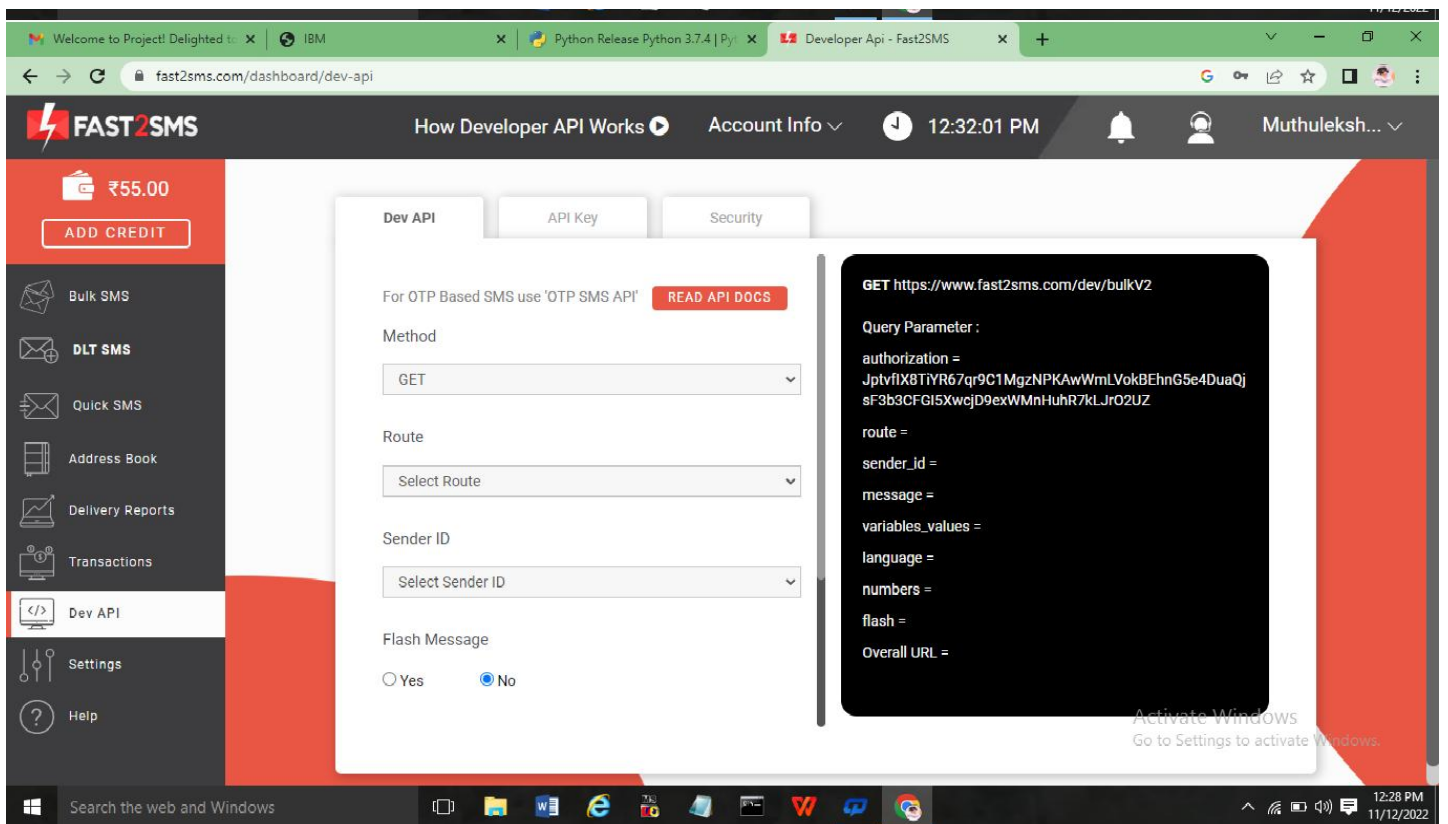 Welcome to Project! Delighted to
IBM
Python Release Python 3.7.4 | Pyt
Developer Api - Fast2SMS
fast2sms.com/dashboard/dev-api
FAST2SMS
How Developer API Works
Account Info
12:32:01 PM
Muthuleksh...
₹55.00
ADD CREDIT
Bulk SMS
DLT SMS
Quick SMS
Address Book
Delivery Reports
Transactions
Dev API
Settings
Help
Dev API
API Key
Security
For OTP Based SMS use 'OTP SMS API'
READ API DOCS
Method
GET
Route
Select Route
Sender ID
Select Sender ID
Flash Message
Yes
No
GET https://www.fast2sms.com/dev/bulkV2
Query Parameter :
authorization =
JptvfIX8TiYR67qr9C1MgzNPKAwWmLVokBEhnG5e4DuaQj
sF3b3CFGI5XwcjD9exWMnHuhR7kLJrO2UZ
route =
sender_id =
message =
variables_values =
language =
numbers =
flash =
Overall URL =
Activate Windows
Go to Settings to activate Windows.
Search the web and Windows
12:28 PM
11/12/2022